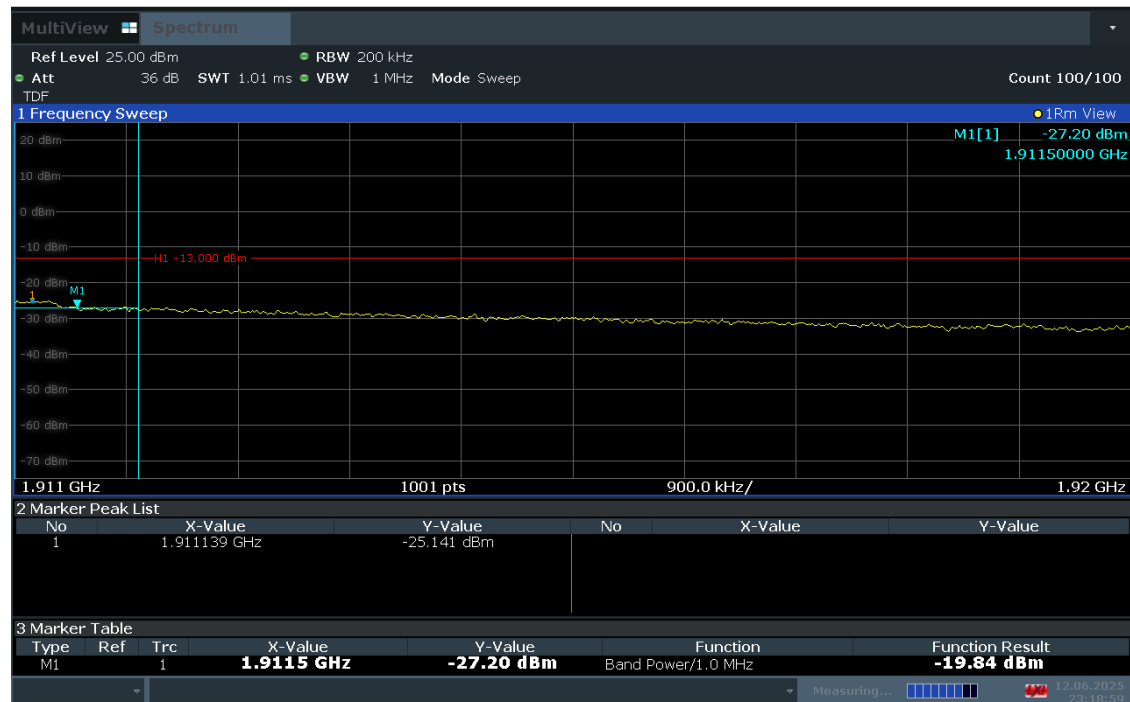 MultiView Spectrum
Ref Level 25.00 dBm RBW 200 kHz
Att 36 dB SWT 1.01 ms VBW 1 MHz Mode Sweep Count 100/100
TDF
1 Frequency Sweep 1Rm View
M1[1] -27.20 dBm
1.91150000 GHz
20 dBm
10 dBm
0 dBm
-10 dBm
H1 -13.000 dBm
-20 dBm
1 M1
-30 dBm
-40 dBm
-50 dBm
-60 dBm
-70 dBm
1.911 GHz 1001 pts 900.0 kHz/ 1.92 GHz
2 Marker Peak List
No X-Value Y-Value No X-Value Y-Value
1 1.911139 GHz -25.141 dBm
3 Marker Table
Type Ref Trc X-Value Y-Value Function Function Result
M1 1 1.9115 GHz -27.20 dBm Band Power/1.0 MHz -19.84 dBm
Measuring... 12.06.2025
23:18:59